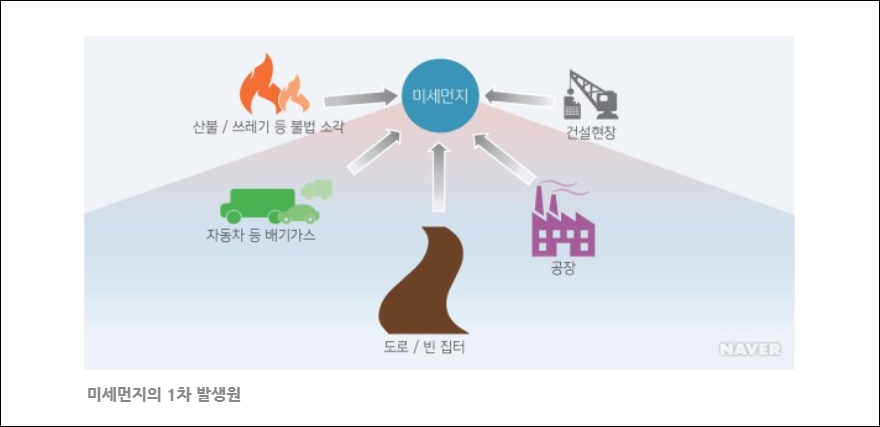 미세먼지
산불 / 쓰레기 등 불법 소각
건설현장
자동차 등 배기가스
공장
도로 / 빈 집터
NAVER
미세먼지의 1차 발생원